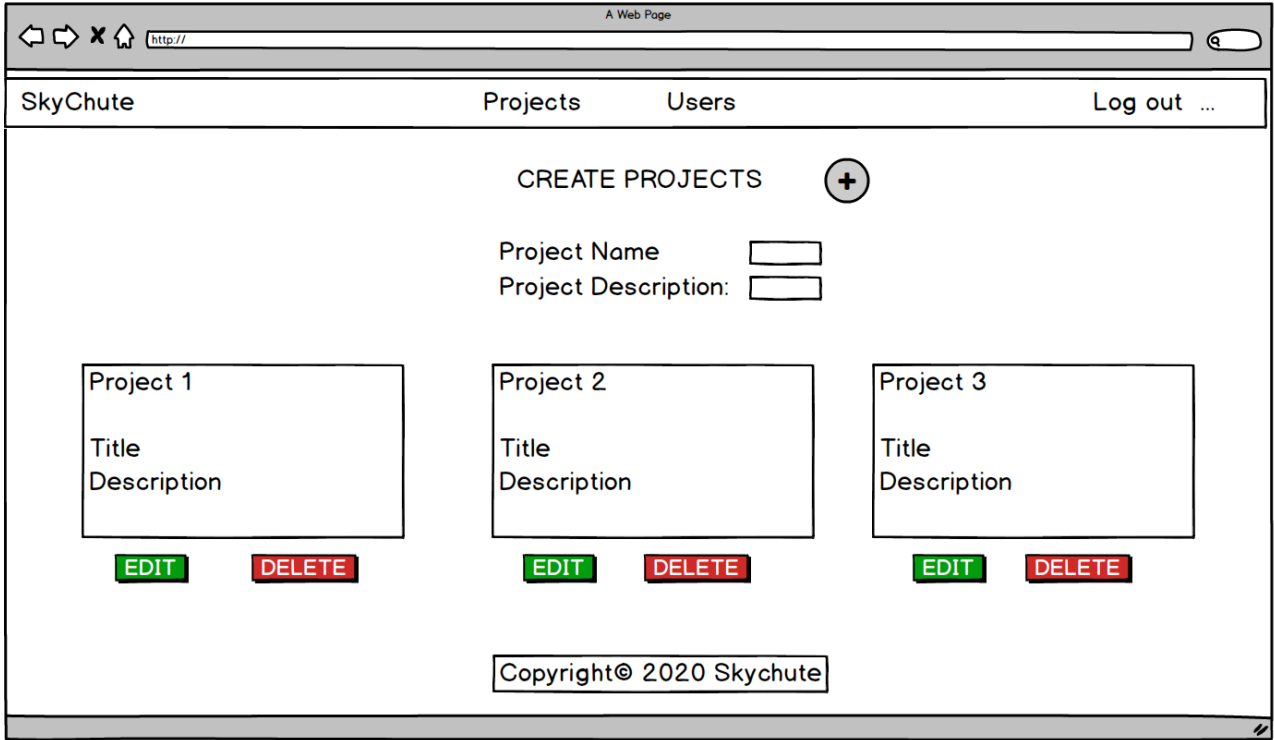 A Web Page
http://
SkyChute Projects Users Log out ...
CREATE PROJECTS +
Project Name
Project Description:
Project 1 Project 2 Project 3
Title Title Title
Description Description Description
EDIT DELETE EDIT DELETE EDIT DELETE
Copyright© 2020 Skychute